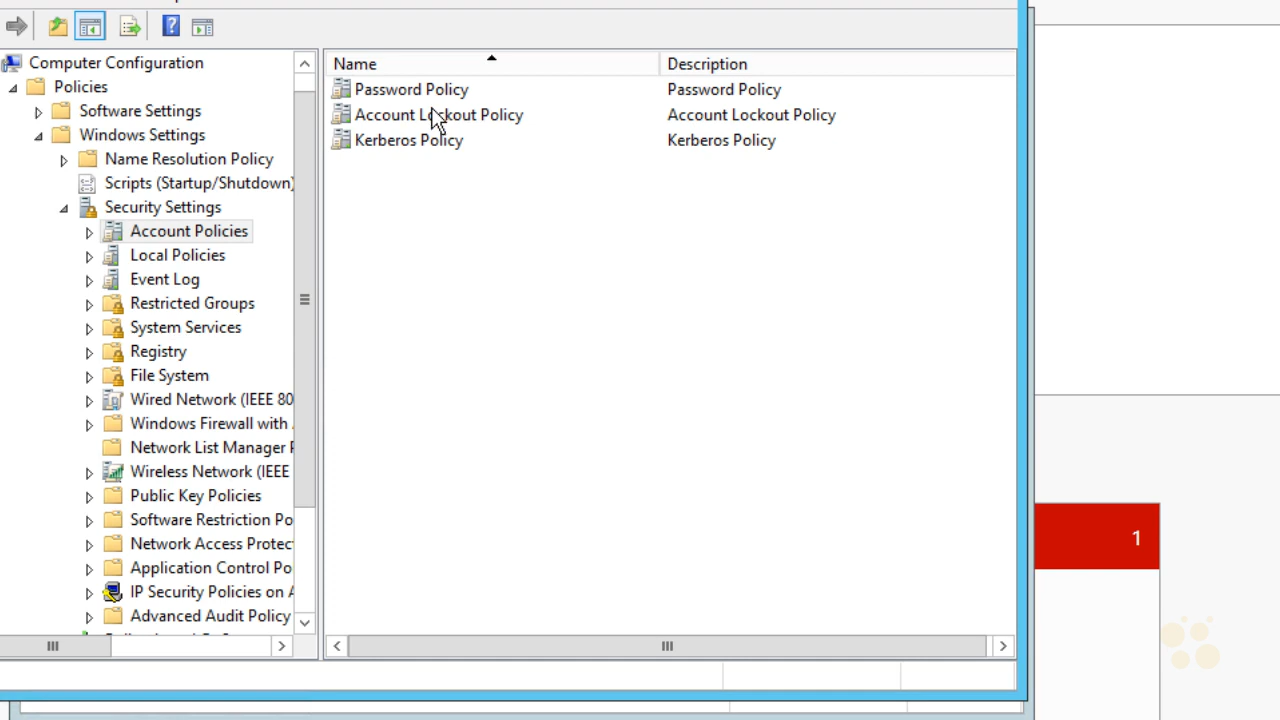 Computer Configuration
Policies
Software Settings
Windows Settings
Name Resolution Policy
Scripts (Startup/Shutdown)
Security Settings
Account Policies
Local Policies
Event Log
Restricted Groups
System Services
Registry
File System
Wired Network (IEEE 80
Windows Firewall with
Network List Manager
Wireless Network (IEEE
Public Key Policies
Software Restriction Po
Network Access Protec
Application Control Po
IP Security Policies on A
Advanced Audit Policy
Name Description
Password Policy Password Policy
Account Lockout Policy Account Lockout Policy
Kerberos Policy Kerberos Policy
1